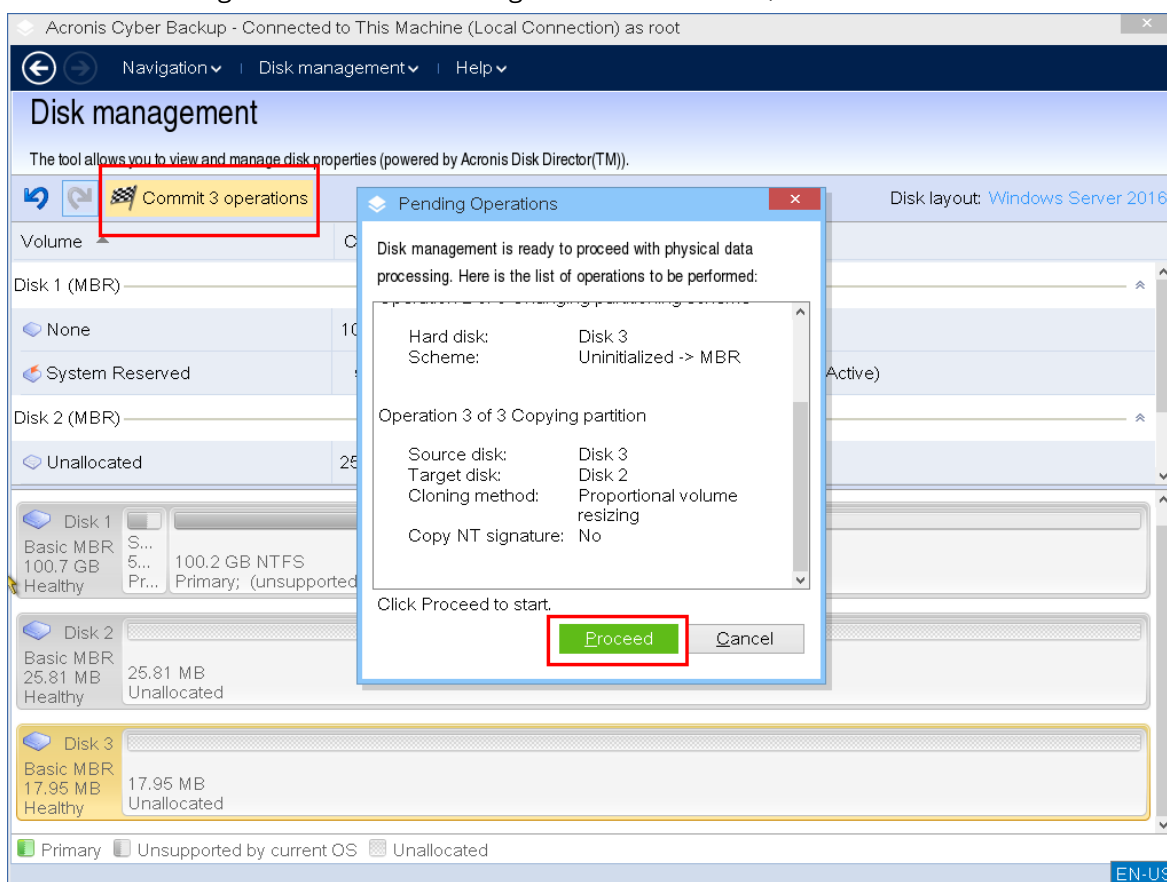 Acronis Cyber Backup - Connected to This Machine (Local Connection) as root
Navigation Disk management Help
Disk management
The tool allows you to view and manage disk properties (powered by Acronis Disk Director(TM)).
Commit 3 operations
Disk layout: Windows Server 2016
Volume C
Disk 1 (MBR)
None 10
System Reserved
Active)
Disk 2 (MBR)
Unallocated 25
Pending Operations
Disk management is ready to proceed with physical data
processing. Here is the list of operations to be performed:
Hard disk: Disk 3
Scheme: Uninitialized -> MBR
Operation 3 of 3 Copying partition
Source disk: Disk 3
Target disk: Disk 2
Cloning method: Proportional volume
resizing
Copy NT signature: No
Click Proceed to start.
Proceed Cancel
Disk 1
Basic MBR S...
100.7 GB 5... 100.2 GB NTFS
Healthy Pr... Primary; (unsupported
Disk 2
Basic MBR
25.81 MB 25.81 MB
Healthy Unallocated
Disk 3
Basic MBR
17.95 MB 17.95 MB
Healthy Unallocated
Primary Unsupported by current OS Unallocated
EN-US